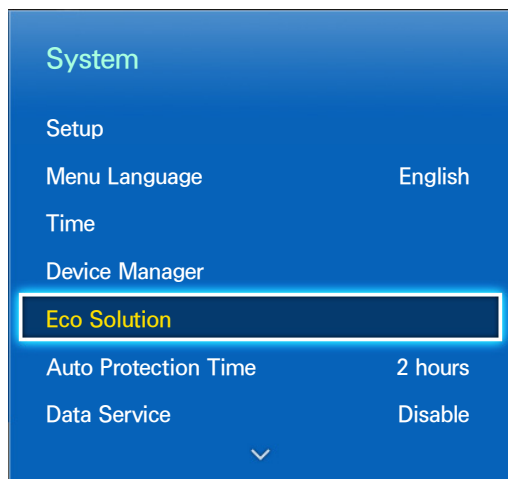 System
Setup
Menu Language English
Time
Device Manager
Eco Solution
Auto Protection Time 2 hours
Data Service Disable